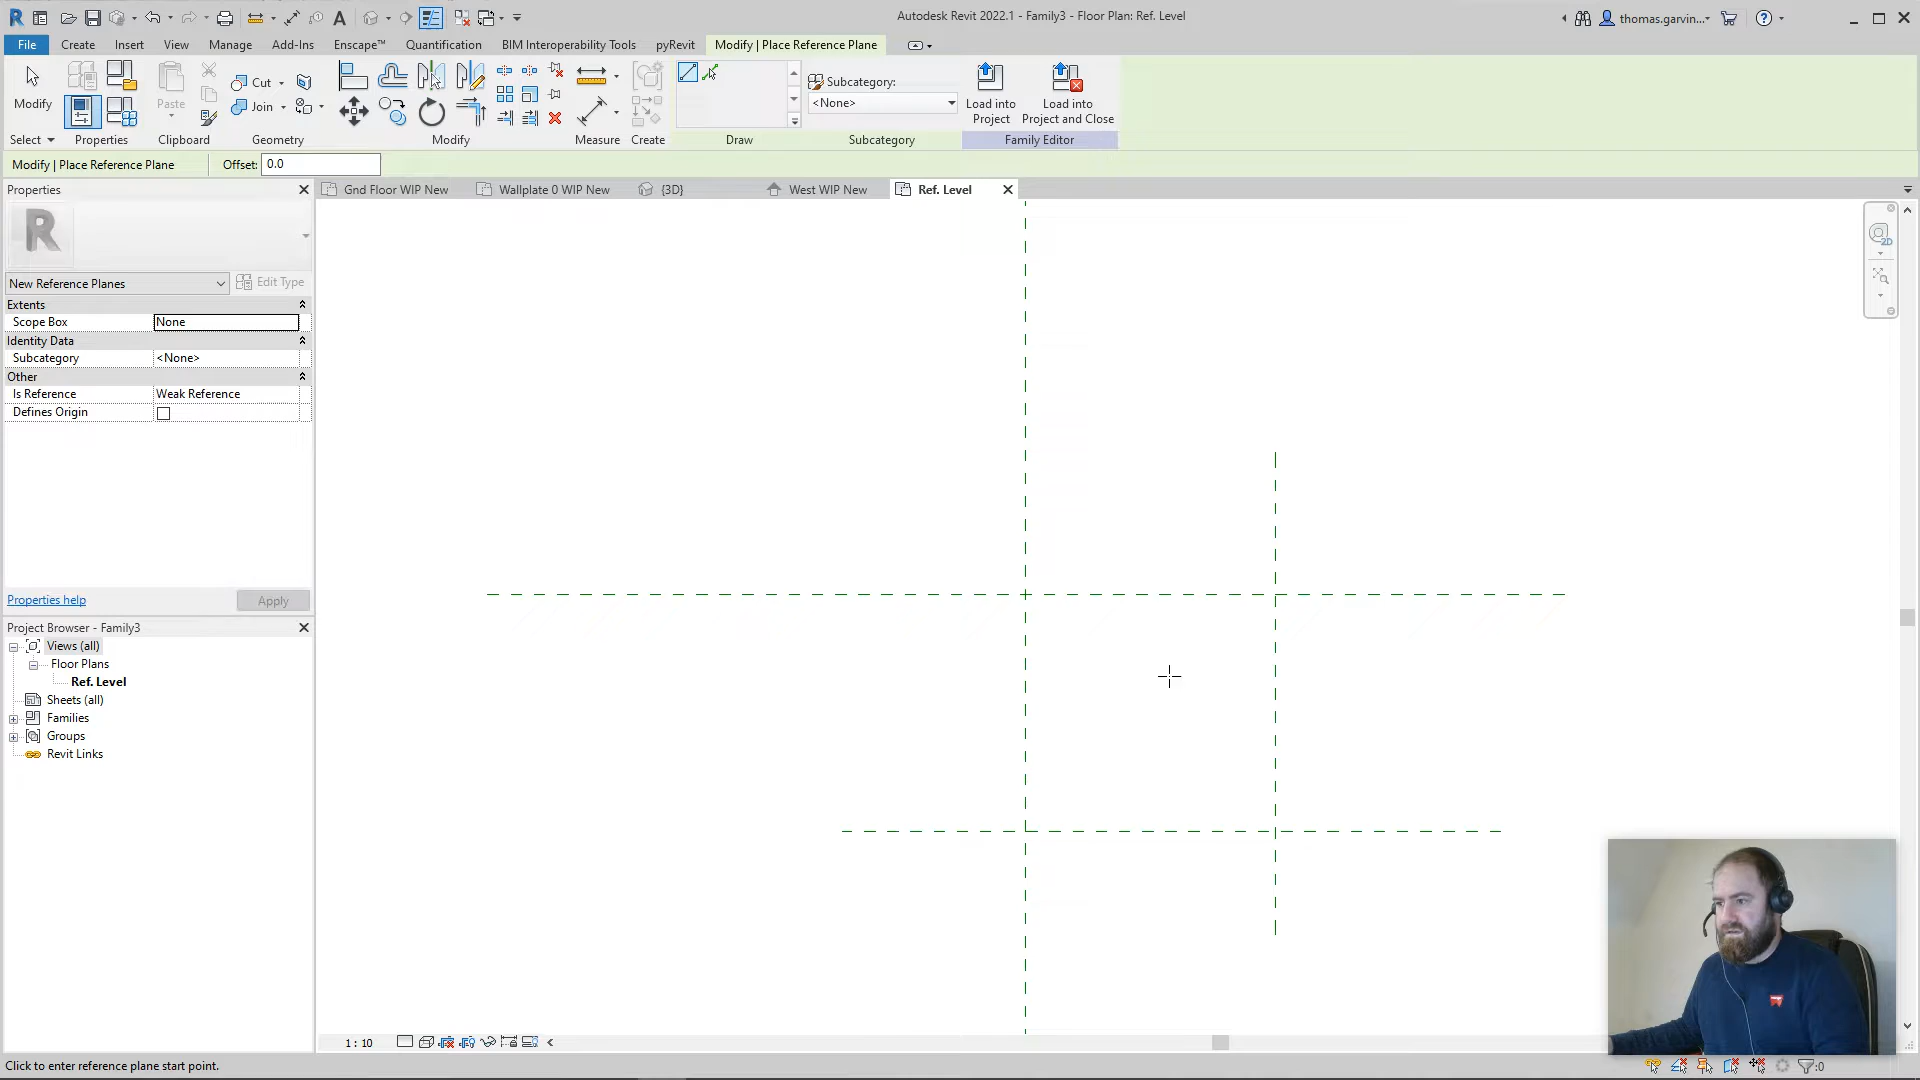 Autodesk Revit 2022.1 - Family3 - Floor Plan: Ref. Level
thomas.garvin...
File Create Insert View Manage Add-Ins Enscape™ Quantification BIM Interoperability Tools pyRevit Modify | Place Reference Plane
Modify
Paste
Cut
Join
Subcategory:
<None>
Load into
Project
Load into
Project and Close
Select Properties Clipboard Geometry Modify Measure Create Draw Subcategory Family Editor
Modify | Place Reference Plane Offset: 0.0
Properties
Gnd Floor WIP New Wallplate 0 WIP New {3D} West WIP New Ref. Level
R
2D
New Reference Planes Edit Type
Extents
Scope Box None
Identity Data
Subcategory <None>
Other
Is Reference Weak Reference
Defines Origin
Properties help Apply
Project Browser - Family3
Views (all)
Floor Plans
Ref. Level
Sheets (all)
Families
Groups
Revit Links
1 : 10
Click to enter reference plane start point.
:0